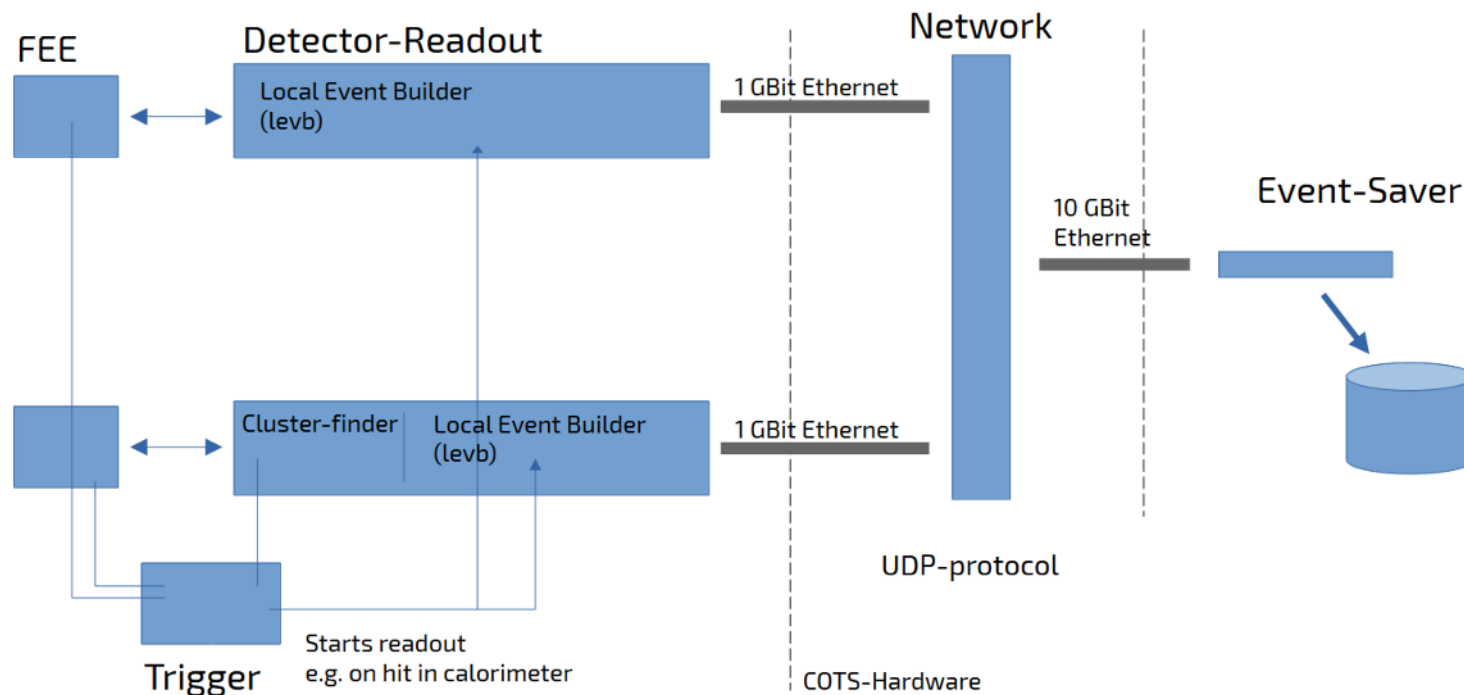 FEE
Detector-Readout
Network
Local Event Builder
(levb)
1 GBit Ethernet
10 GBit
Ethernet
Event-Saver
Cluster-finder
Local Event Builder
(levb)
1 GBit Ethernet
UDP-protocol
Trigger
Starts readout
e.g. on hit in calorimeter
COTS-Hardware